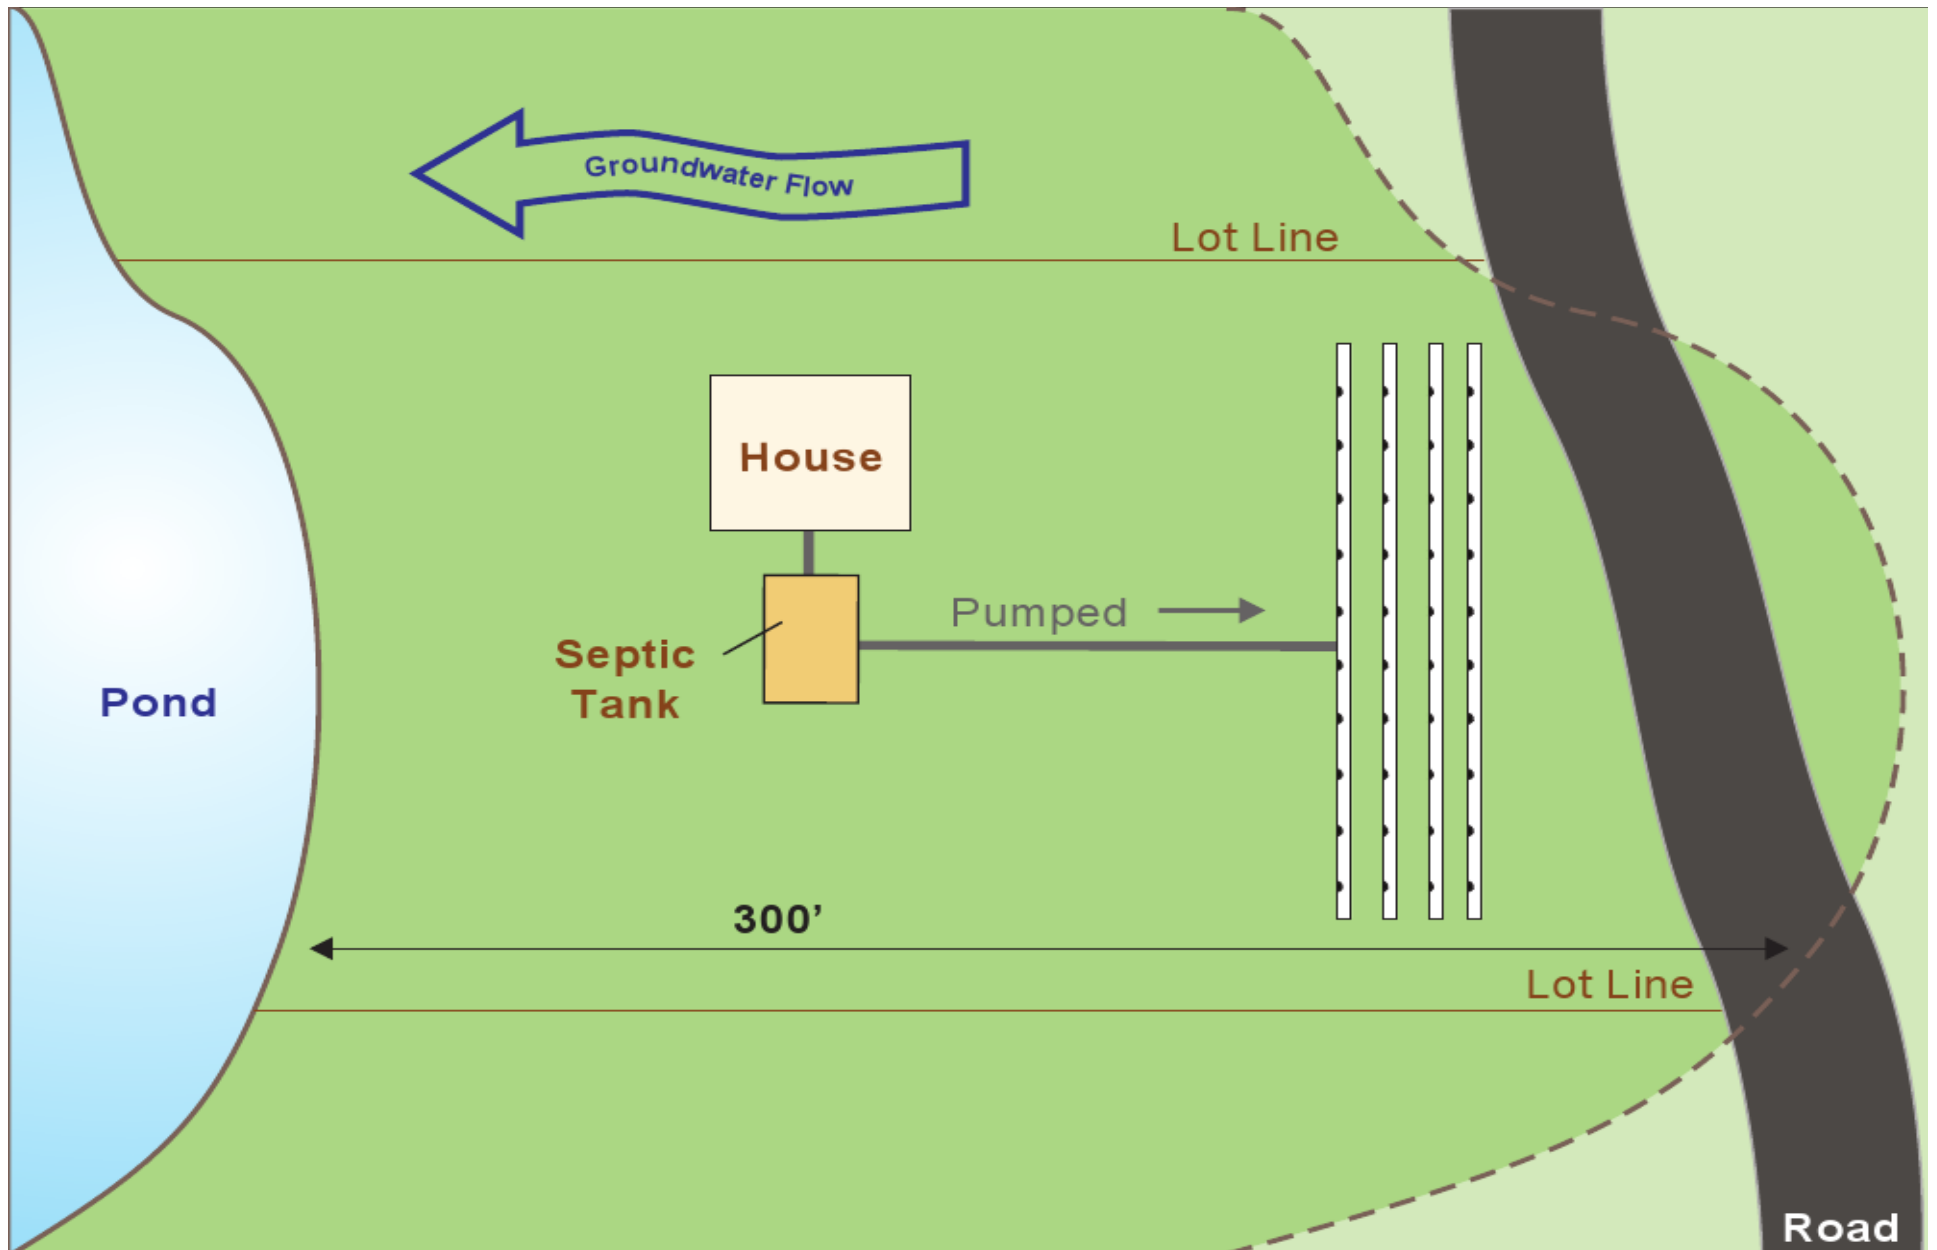 Groundwater Flow
Lot Line
House
Pumped
Septic
Tank
Pond
300’
Lot Line
Road